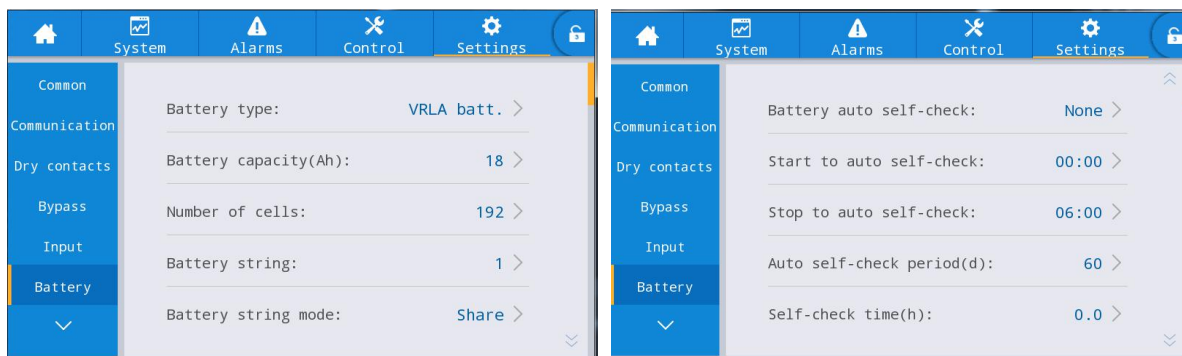 System Alarms Control Settings 3
Common
Communication
Dry contacts
Bypass
Input
Battery
Battery type: VRLA batt.
Battery capacity(Ah): 18
Number of cells: 192
Battery string: 1
Battery string mode: Share
System Alarms Control Settings 3
Common
Communication
Dry contacts
Bypass
Input
Battery
Battery auto self-check: None
Start to auto self-check: 00:00
Stop to auto self-check: 06:00
Auto self-check period(d): 60
Self-check time(h): 0.0